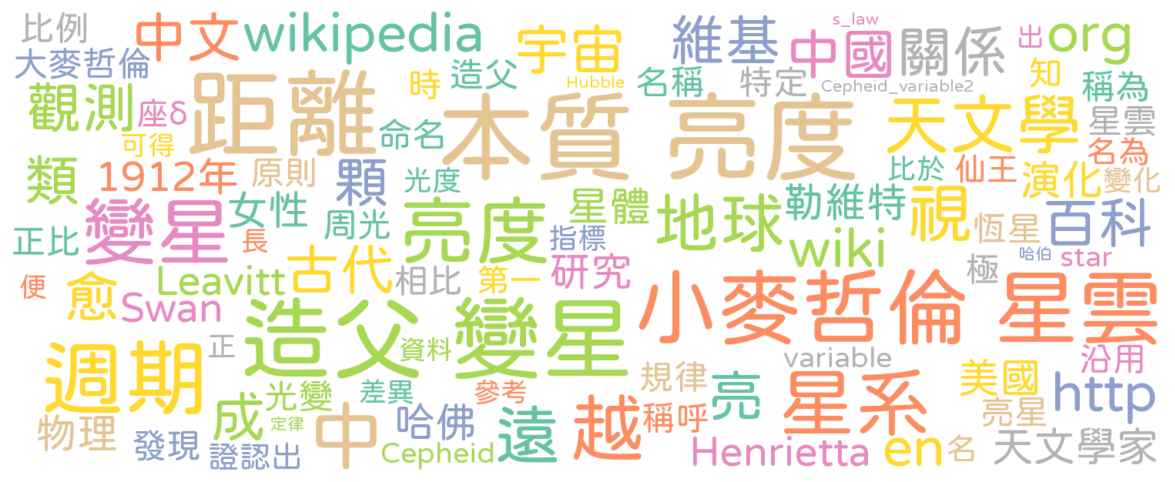 比例 中文 wikipedia 宇宙 維基 s_law 中國 關係 出 org
大麥哲倫 時 造父 Hubble 名稱 特定 Cepheid_variable2 知 稱為
觀測 座δ 距離 命名 本質 亮度 天文學 星雲
可得 名為
類 1912年 原則 顆 光度 比於 仙王 演化 變化
變星 女性 周光 亮度 星體 地球 勒維特 視 恆星 百科
正比 長 指標 wiki 哈伯 star
便 愈 Leavitt 古代 相比 第一 研究 極
Swan 造父 變星 小麥哲倫 星雲
週期 正 資料 variable 沿用
成 光變 差異 參考 規律 亮 星系 美國 http
物理 定律 中 哈佛 遠 越 稱呼 亮星
發現 證認出 Cepheid Henrietta en 名 天文學家